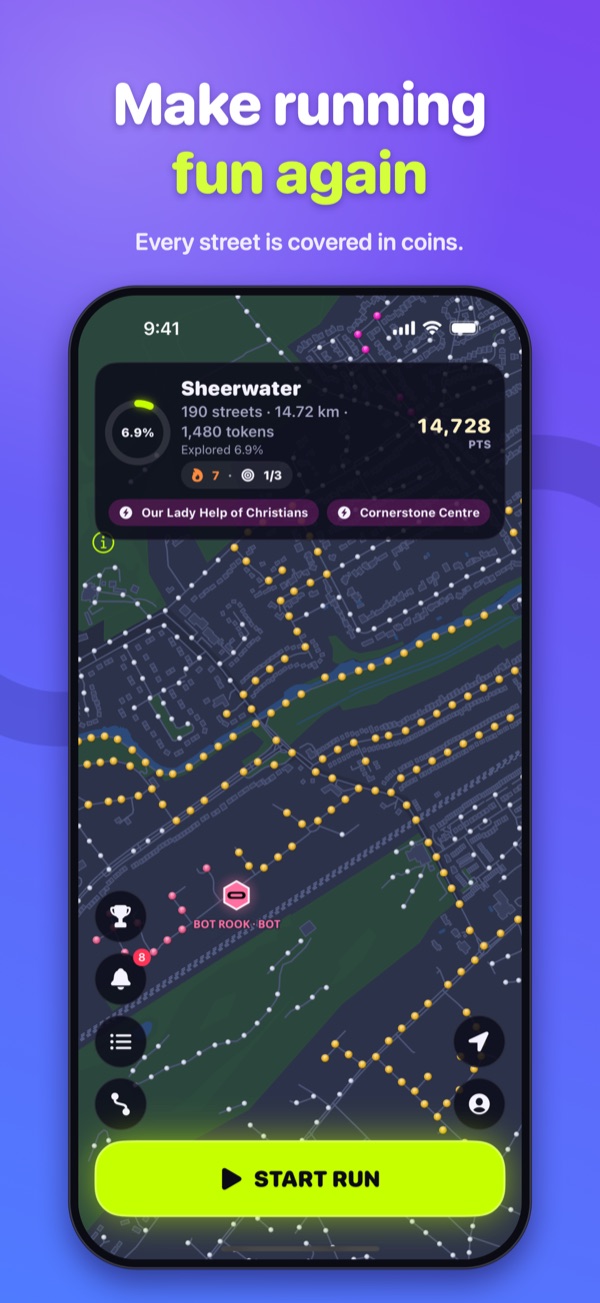 Make running
fun again
Every street is covered in coins.
9:41
Sheerwater
190 streets · 14.72 km ·
1,480 tokens
Explored 6.9%
6.9%
14,728
PTS
7 · 1/3
Our Lady Help of Christians
Cornerstone Centre
BOT ROOK · BOT
8
START RUN